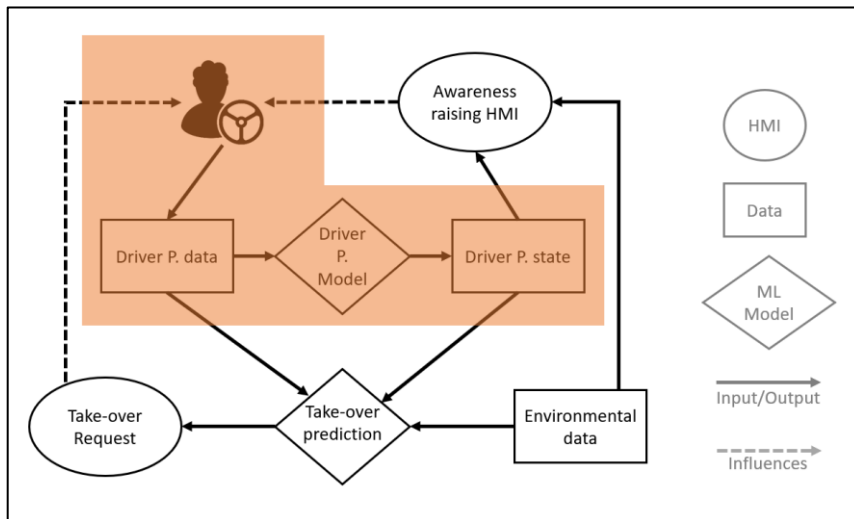 Awareness
raising HMI
HMI
Data
Driver P. data
Driver
P.
Model
Driver P. state
ML
Model
Take-over
Request
Take-over
prediction
Environmental
data
Input/Output
Influences